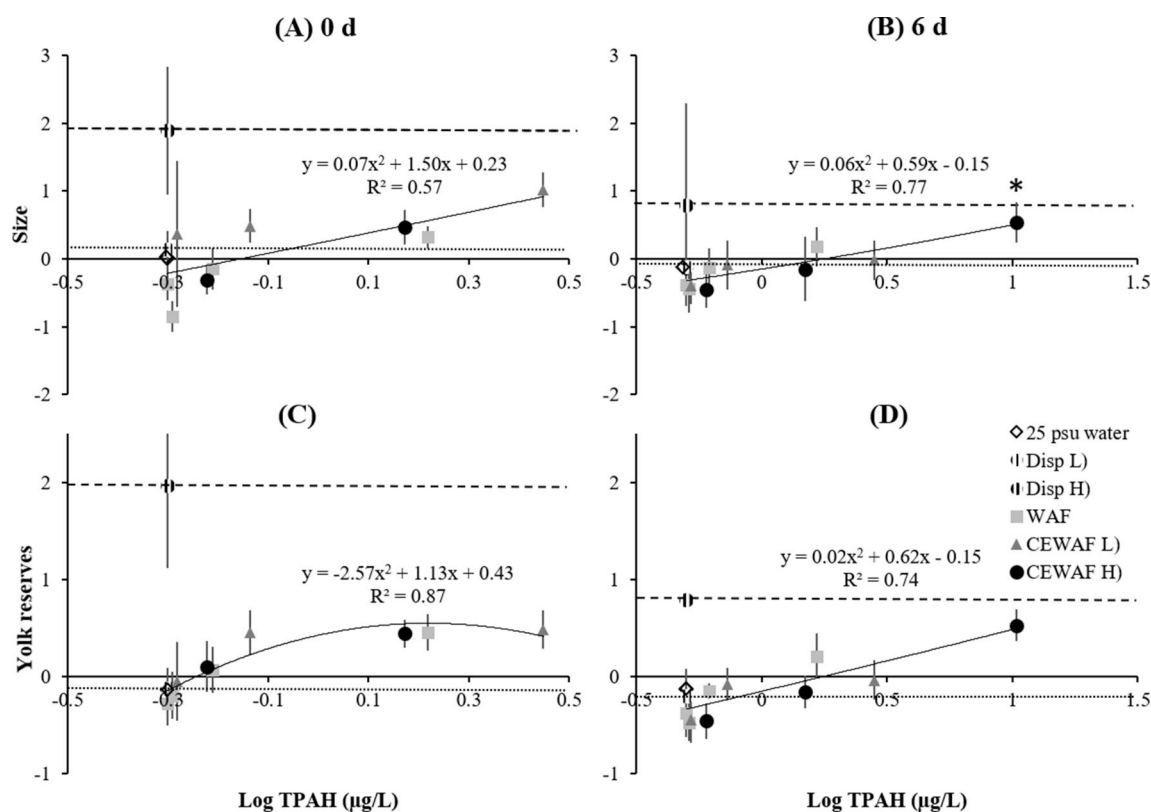 (A) 0 d
3
2
1
0
-1
-2
-0.5
-0.3
-0.1
0.1
0.3
0.5
Size
y = 0.07x² + 1.50x + 0.23
R² = 0.57
(B) 6 d
3
2
1
0
-1
-2
-0.5
0
0.5
1
1.5
y = 0.06x² + 0.59x - 0.15
R² = 0.77
*
(C)
2
1
0
-1
-0.5
-0.3
-0.1
0.1
0.3
0.5
Yolk reserves
y = -2.57x² + 1.13x + 0.43
R² = 0.87
Log TPAH (µg/L)
(D)
2
1
0
-1
-0.5
0
0.5
1
1.5
y = 0.02x² + 0.62x - 0.15
R² = 0.74
25 psu water
Disp L)
Disp H)
WAF
CEWAF L)
CEWAF H)
Log TPAH (µg/L)